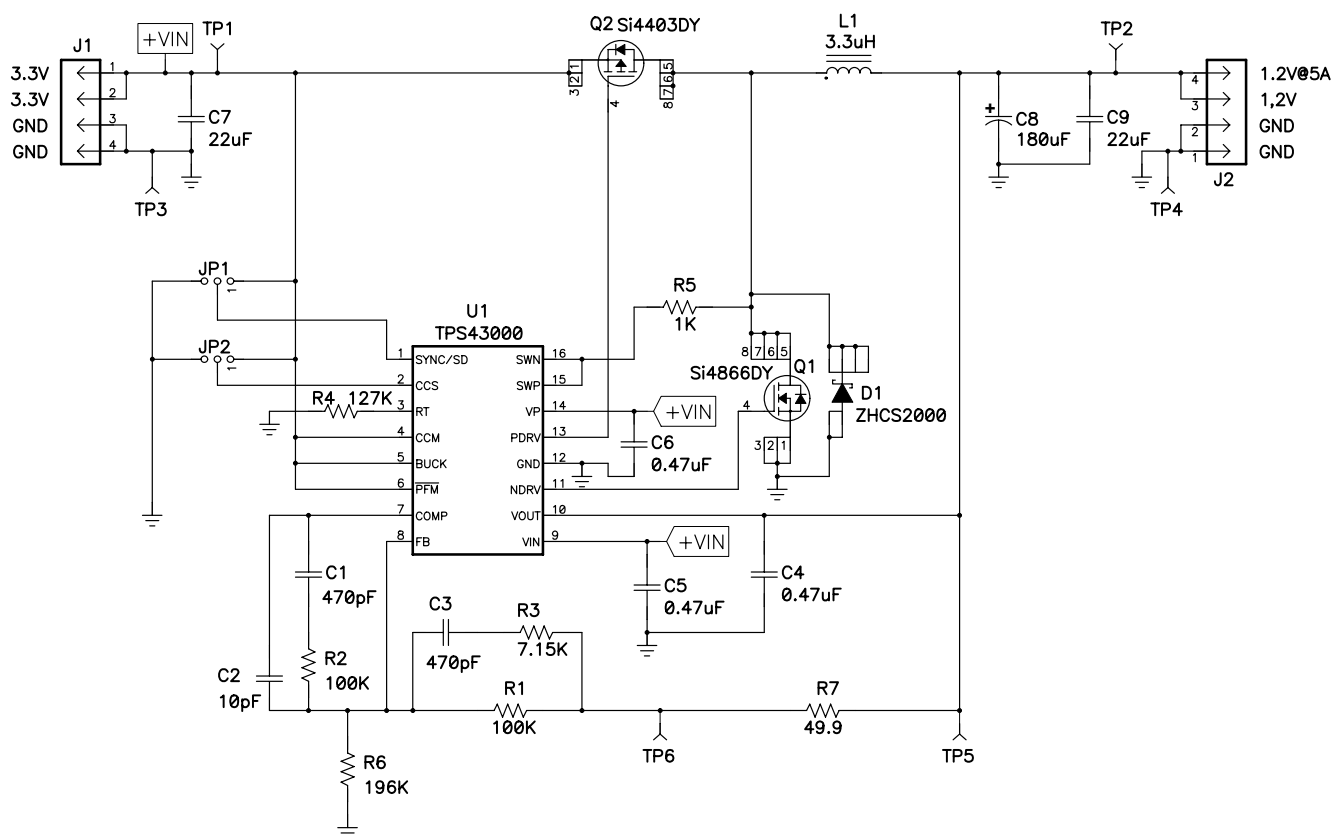 Q2 Si4403DY
L1
3.3uH
TP1
TP2
+VIN
J1
3.3V 1
3.3V 2
GND 3
GND 4
3 2 1
5
6
7
8
4
C7
22uF
TP3
+
C8
180uF
C9
22uF
4 1.2V@5A
3 1,2V
2 GND
1 GND
J2
TP4
JP1
1
JP2
1
R5
1K
U1
TPS43000
1 SYNC/SD
2 CCS
3 RT
4 CCM
5 BUCK
6 PFM
7 COMP
8 FB
SWN 16
SWP 15
VP 14
PDRV 13
GND 12
NDRV 11
VOUT 10
VIN 9
R4 127K
+VIN
C6
0.47uF
8 7 6 5
Si4866DY
Q1
4
3 2 1
D1
ZHCS2000
+VIN
C5
0.47uF
C4
0.47uF
C1
470pF
C3
470pF
R3
7.15K
C2
10pF
R2
100K
R1
100K
R7
49.9
TP6
TP5
R6
196K